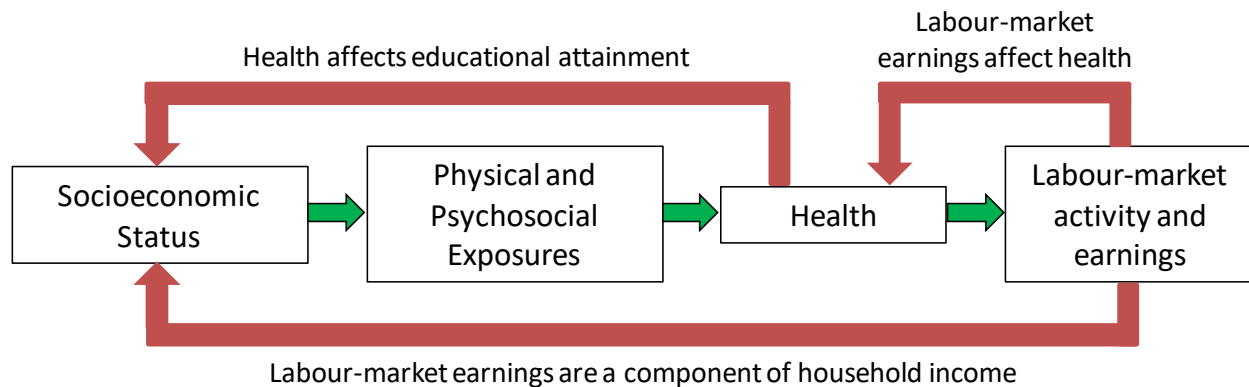 Labour-market
earnings affect health
Health affects educational attainment
Socioeconomic
Status
Physical and
Psychosocial
Exposures
Health
Labour-market
activity and
earnings
Labour-market earnings are a component of household income